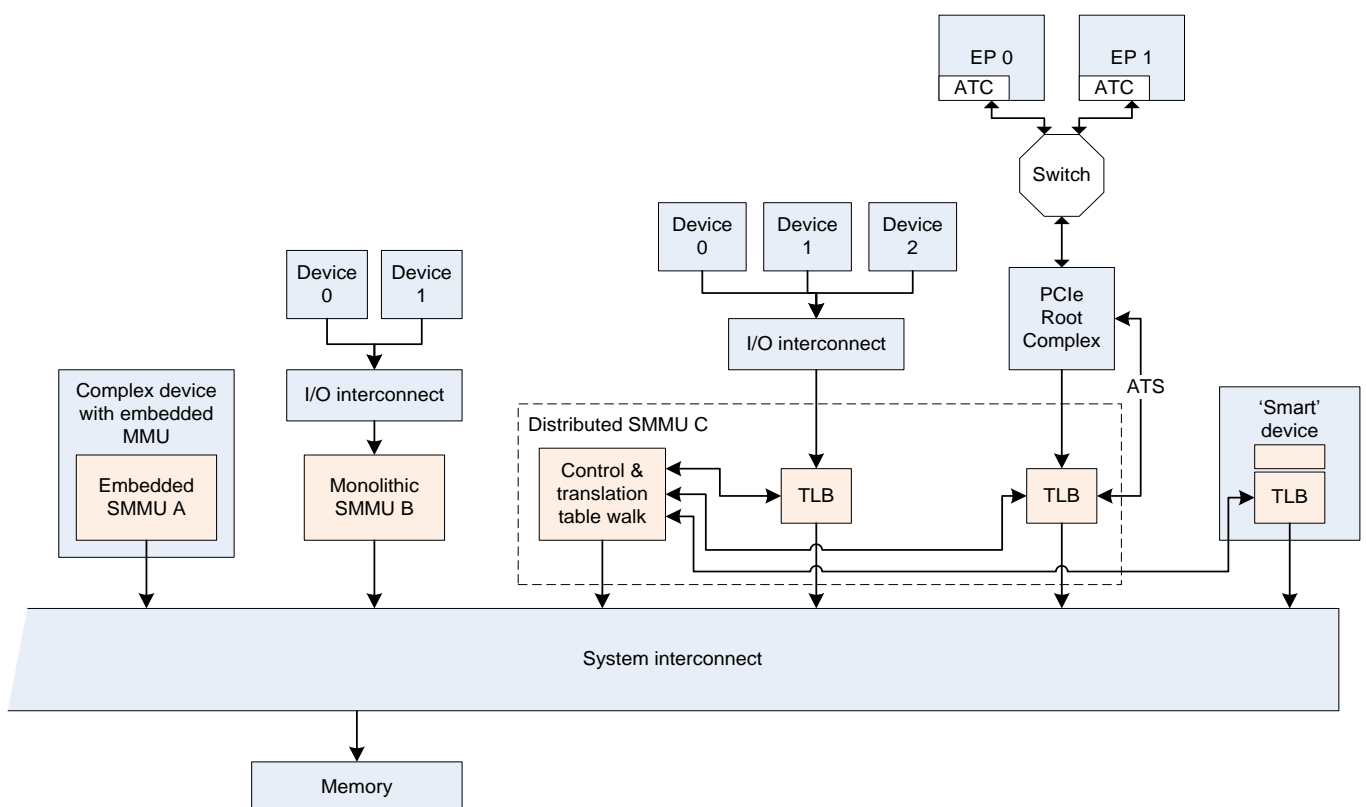 EP 0
ATC
EP 1
ATC
Switch
Device
0
Device
1
Device
2
Device
0
Device
1
PCIe
Root
Complex
I/O interconnect
ATS
Complex device
with embedded
MMU
I/O interconnect
‘Smart’
device
Distributed SMMU C
Embedded
SMMU A
Monolithic
SMMU B
Control &
translation
table walk
TLB
TLB
TLB
System interconnect
Memory